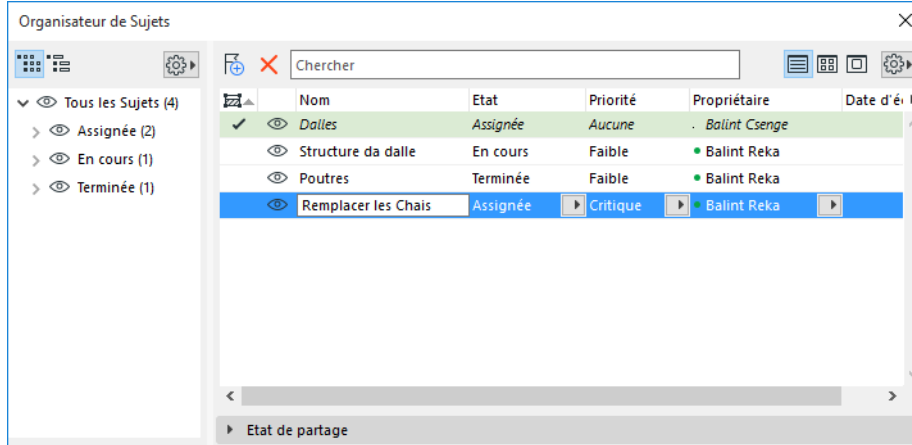 Organisateur de Sujets
Chercher
Tous les Sujets (4)
Assignée (2)
En cours (1)
Terminée (1)
Nom Etat Priorité Propriétaire Date d'é
Dalles Assignée Aucune Balint Csenge
Structure da dalle En cours Faible Balint Reka
Poutres Terminée Faible Balint Reka
Remplacer les Chais Assignée Critique Balint Reka
Etat de partage